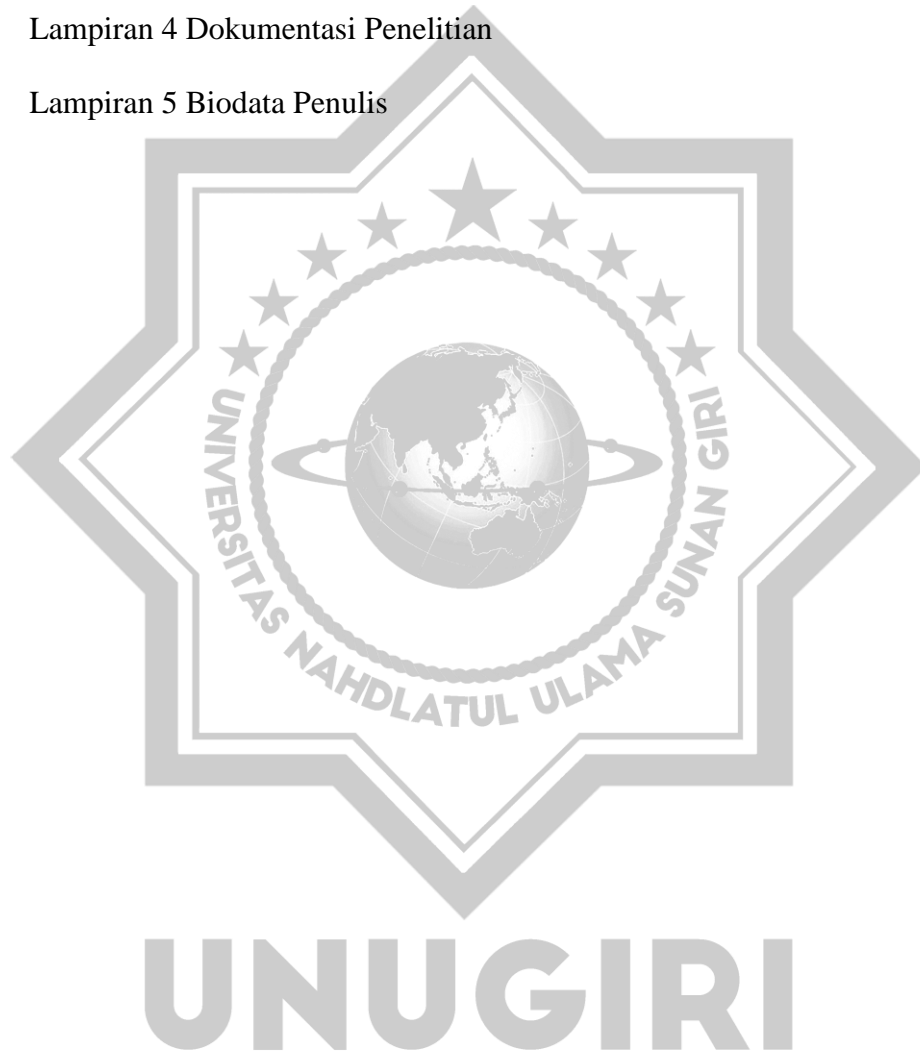 Lampiran 4 Dokumentasi Penelitian
Lampiran 5 Biodata Penulis
UNIVERSITAS NAHDLATUL ULAMA SUNAN GIRI
UNUGIRI